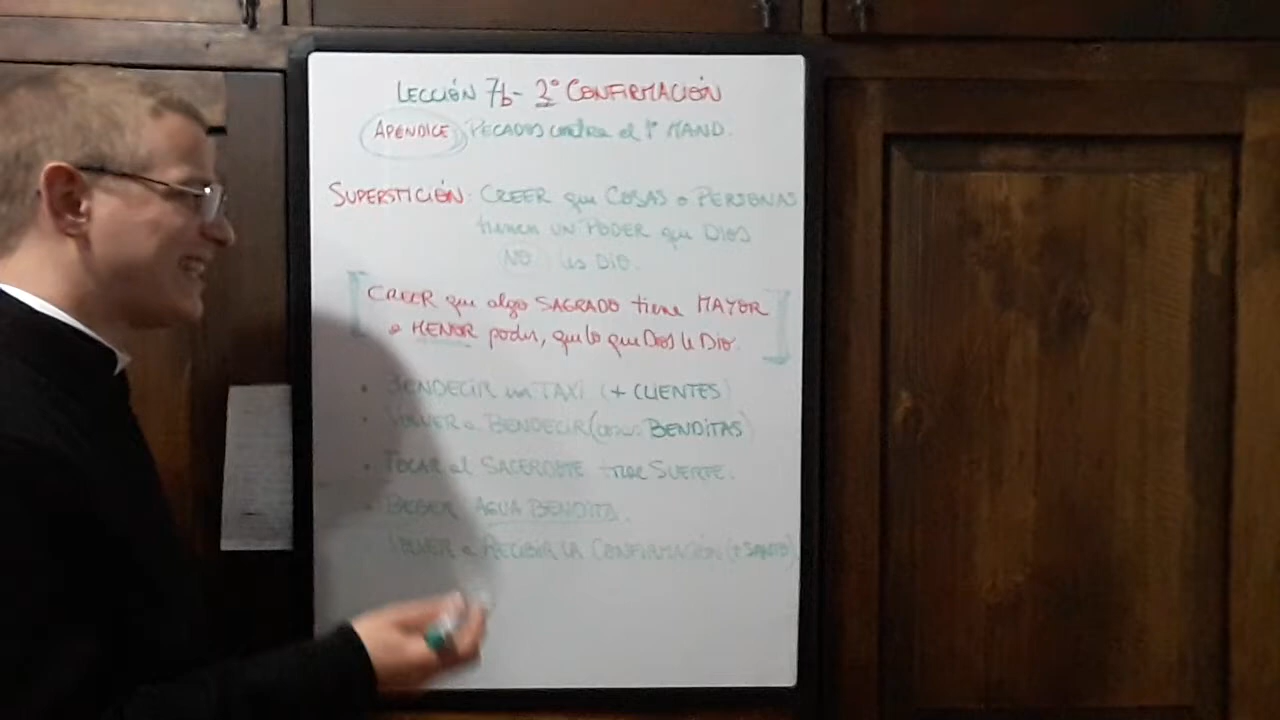 LECCIÓN 7b- 3° CONFIRMACIÓN
APENDICE PECADOS contra el 1° MAND.
SUPERSTICIÓN: CREER que COSAS o PERSONAS
tienen UN PODER que DIOS
NO les DIO.
[CREER que algo SAGRADO tiene MAYOR
o MENOR poder, que lo que Dios le Dio.]
• BENDECIR un TAXI (+ CLIENTES)
• VOLVER a BENDECIR (cosas BENDITAS)
• TOCAR al SACERDOTE trae SUERTE.
• BEBER AGUA BENDITA.
• VOLVER a RECIBIR LA CONFIRMACIÓN (+ SANTO)